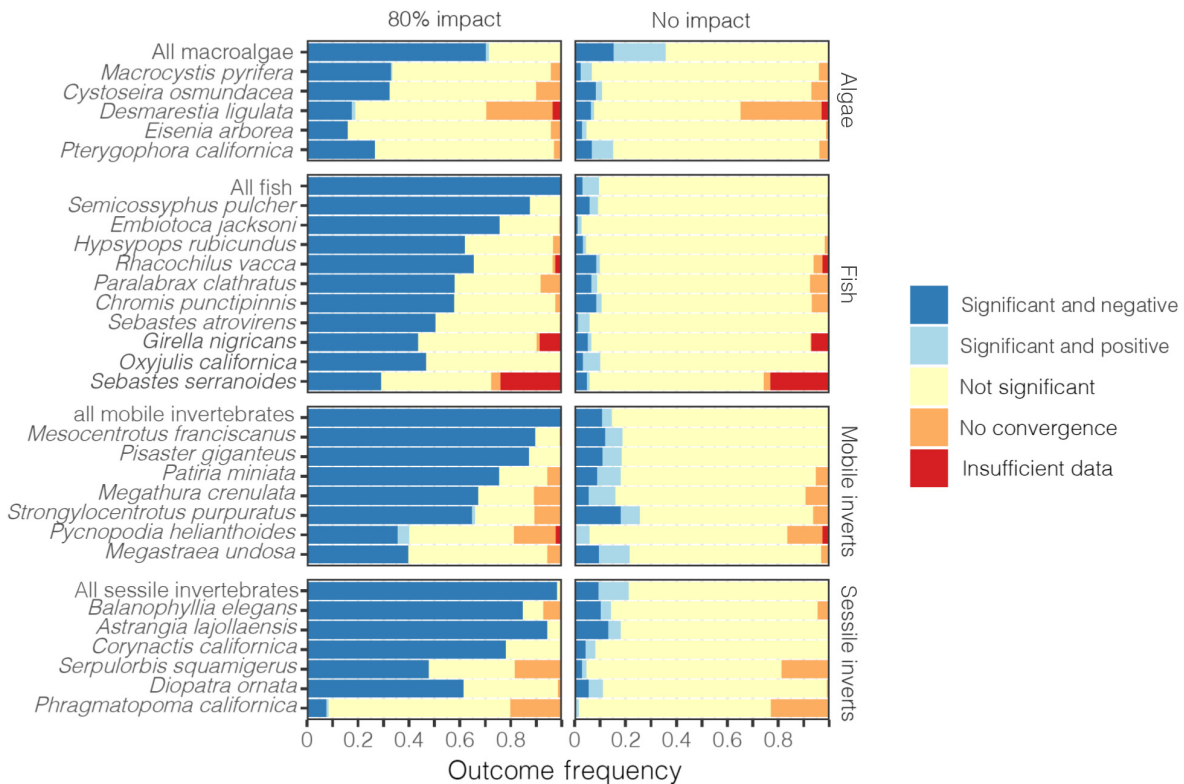 80% impact
No impact
All macroalgae
Macrocystis pyrifera
Cystoseira osmundacea
Desmarestia ligulata
Eisenia arborea
Pterygophora californica
Algae
All fish
Semicossyphus pulcher
Embiotoca jacksoni
Hypsypops rubicundus
Rhacochilus vacca
Paralabrax clathratus
Chromis punctipinnis
Sebastes atrovirens
Girella nigricans
Oxyjulis californica
Sebastes serranoides
Fish
all mobile invertebrates
Mesocentrotus franciscanus
Pisaster giganteus
Patiria miniata
Megathura crenulata
Strongylocentrotus purpuratus
Pycnopodia helianthoides
Megastraea undosa
Mobile inverts
All sessile invertebrates
Balanophyllia elegans
Astrangia lajollaensis
Corynactis californica
Serpulorbis squamigerus
Diopatra ornata
Phragmatopoma californica
Sessile inverts
0 0.2 0.4 0.6 0.8 0 0.2 0.4 0.6 0.8
Outcome frequency
Significant and negative
Significant and positive
Not significant
No convergence
Insufficient data